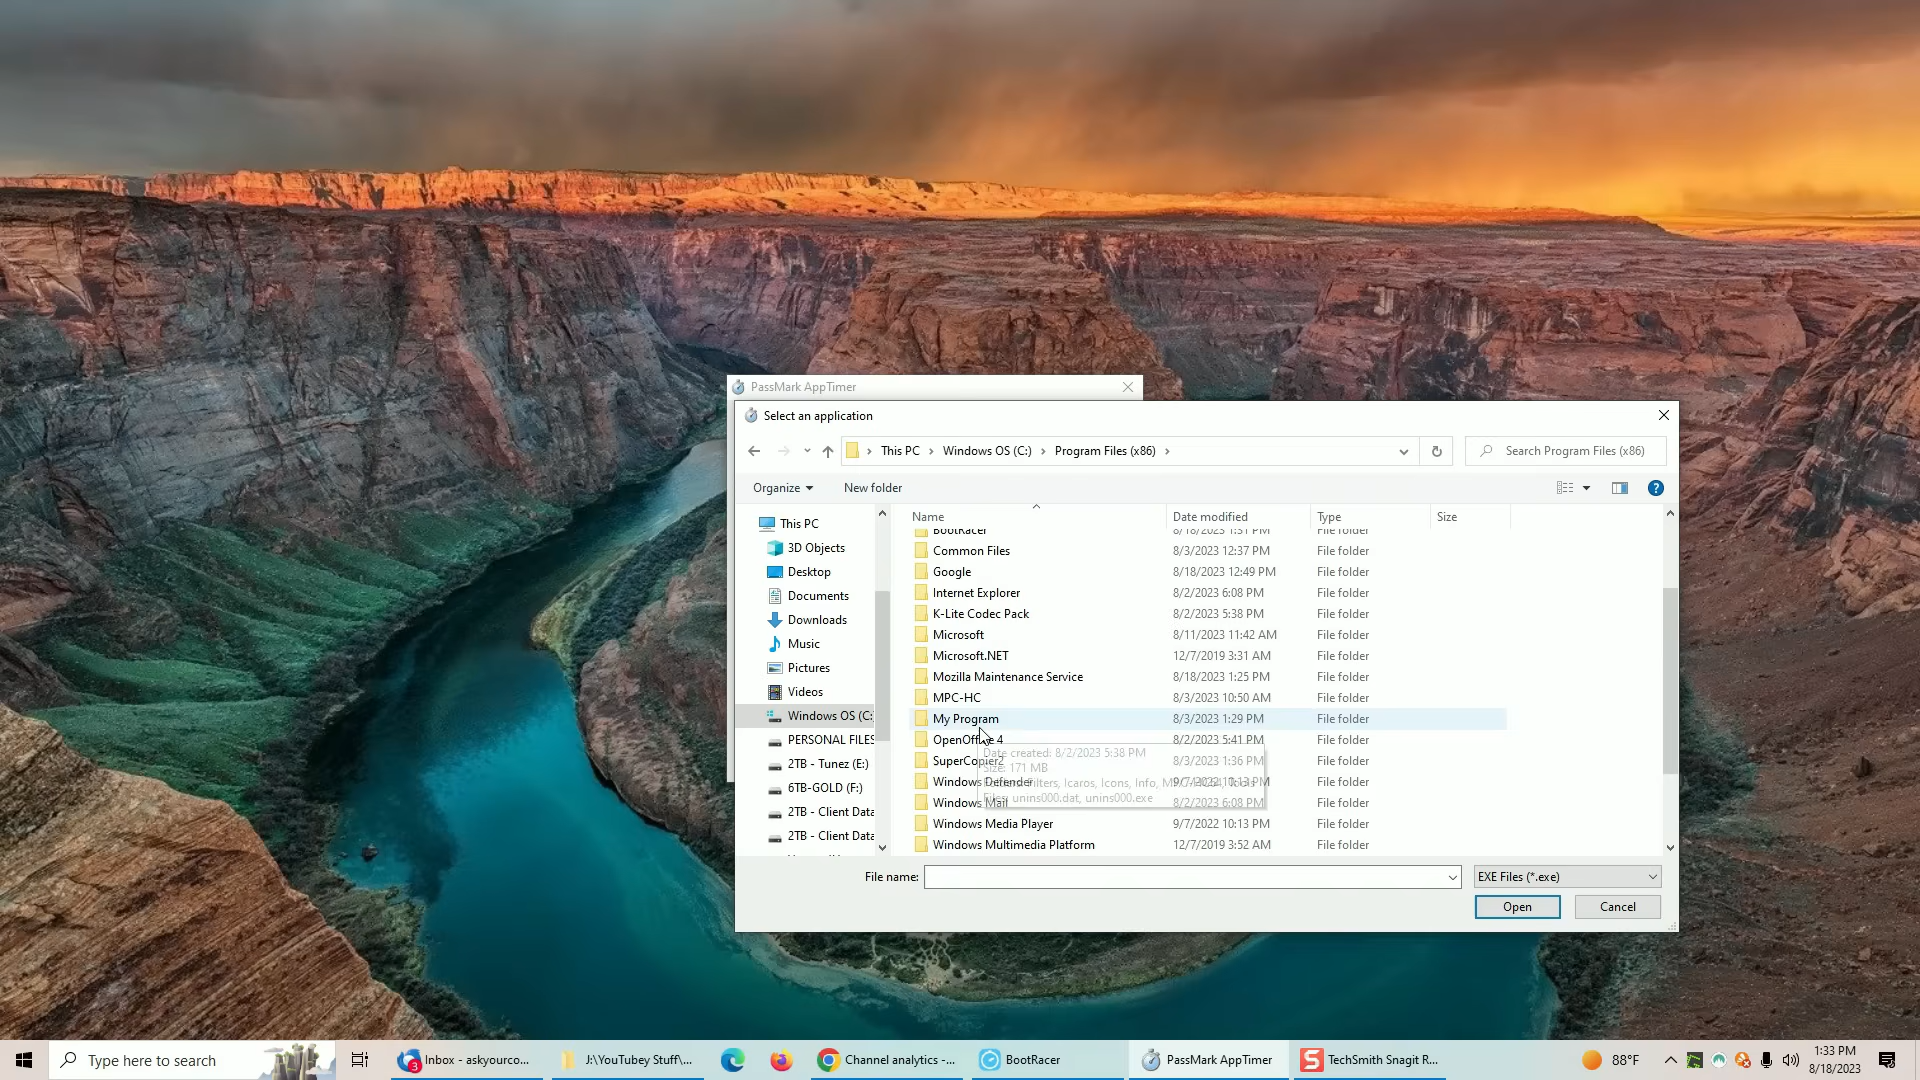 PassMark AppTimer
Select an application
This PC
Windows OS (C:)
Program Files (x86)
Search Program Files (x86)
Organize
New folder
Name
Date modified
Type
Size
This PC
3D Objects
Desktop
Documents
Downloads
Music
Pictures
Videos
Windows OS (C:
PERSONAL FILES
2TB - Tunez (E:)
6TB-GOLD (F:)
2TB - Client Data
2TB - Client Data
BootRacer 8/18/2023 1:31 PM File folder
Common Files 8/3/2023 12:37 PM File folder
Google 8/18/2023 12:49 PM File folder
Internet Explorer 8/2/2023 6:08 PM File folder
K-Lite Codec Pack 8/2/2023 5:38 PM File folder
Microsoft 8/11/2023 11:42 AM File folder
Microsoft.NET 12/7/2019 3:31 AM File folder
Mozilla Maintenance Service 8/18/2023 1:25 PM File folder
MPC-HC 8/3/2023 10:50 AM File folder
My Program 8/3/2023 1:29 PM File folder
OpenOffice 4 8/2/2023 5:41 PM File folder
SuperCopier2 8/3/2023 1:36 PM File folder
Windows Defender 9/7/2022 10:13 PM File folder
Windows Mail 8/2/2023 6:08 PM File folder
Windows Media Player 9/7/2022 10:13 PM File folder
Windows Multimedia Platform 12/7/2019 3:52 AM File folder
Date created: 8/2/2023 5:38 PM
Size: 171 MB
Filters, Icaros, Icons, Info,
Files: unins000.dat, unins000.exe
File name:
EXE Files (*.exe)
Open
Cancel
Type here to search
3
Inbox - askyourco...
J:\YouTubey Stuff\...
Channel analytics -...
BootRacer
PassMark AppTimer
S
TechSmith Snagit R...
88°F
1:33 PM
8/18/2023